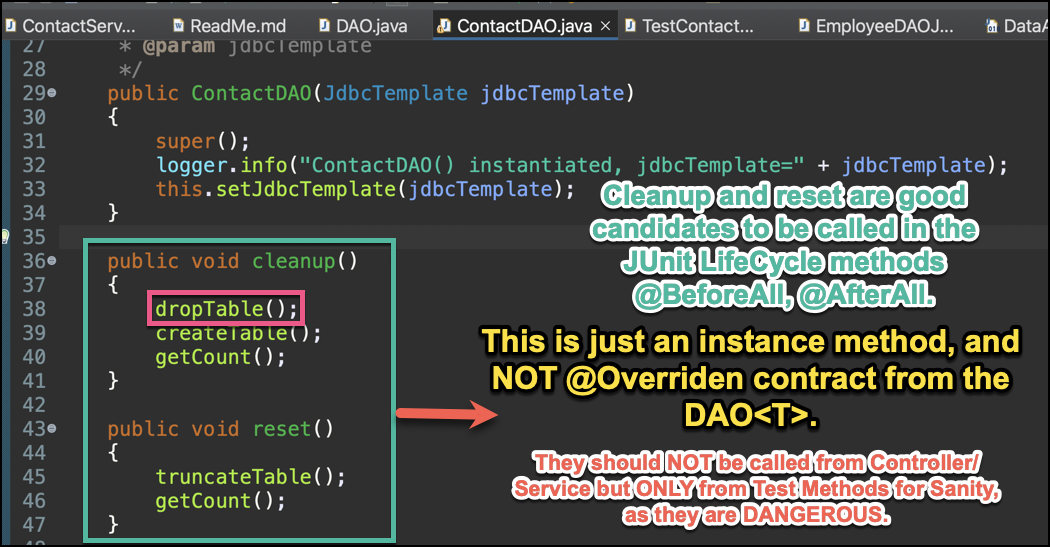 ContactServ... ReadMe.md DAO.java ContactDAO.java × TestContact... EmployeeDAOJ... DataA
27 * @param jdbcTemplate
28 */
29 public ContactDAO(JdbcTemplate jdbcTemplate)
30 {
31 super();
32 logger.info("ContactDAO() instantiated, jdbcTemplate=" + jdbcTemplate);
33 this.setJdbcTemplate(jdbcTemplate);
34 }
35
36 public void cleanup()
37 {
38 dropTable();
39 createTable();
40 getCount();
41 }
42
43 public void reset()
44 {
45 truncateTable();
46 getCount();
47 }
Cleanup and reset are good
candidates to be called in the
JUnit LifeCycle methods
@BeforeAll, @AfterAll.
This is just an instance method, and
NOT @Overriden contract from the
DAO<T>.
They should NOT be called from Controller/
Service but ONLY from Test Methods for Sanity,
as they are DANGEROUS.